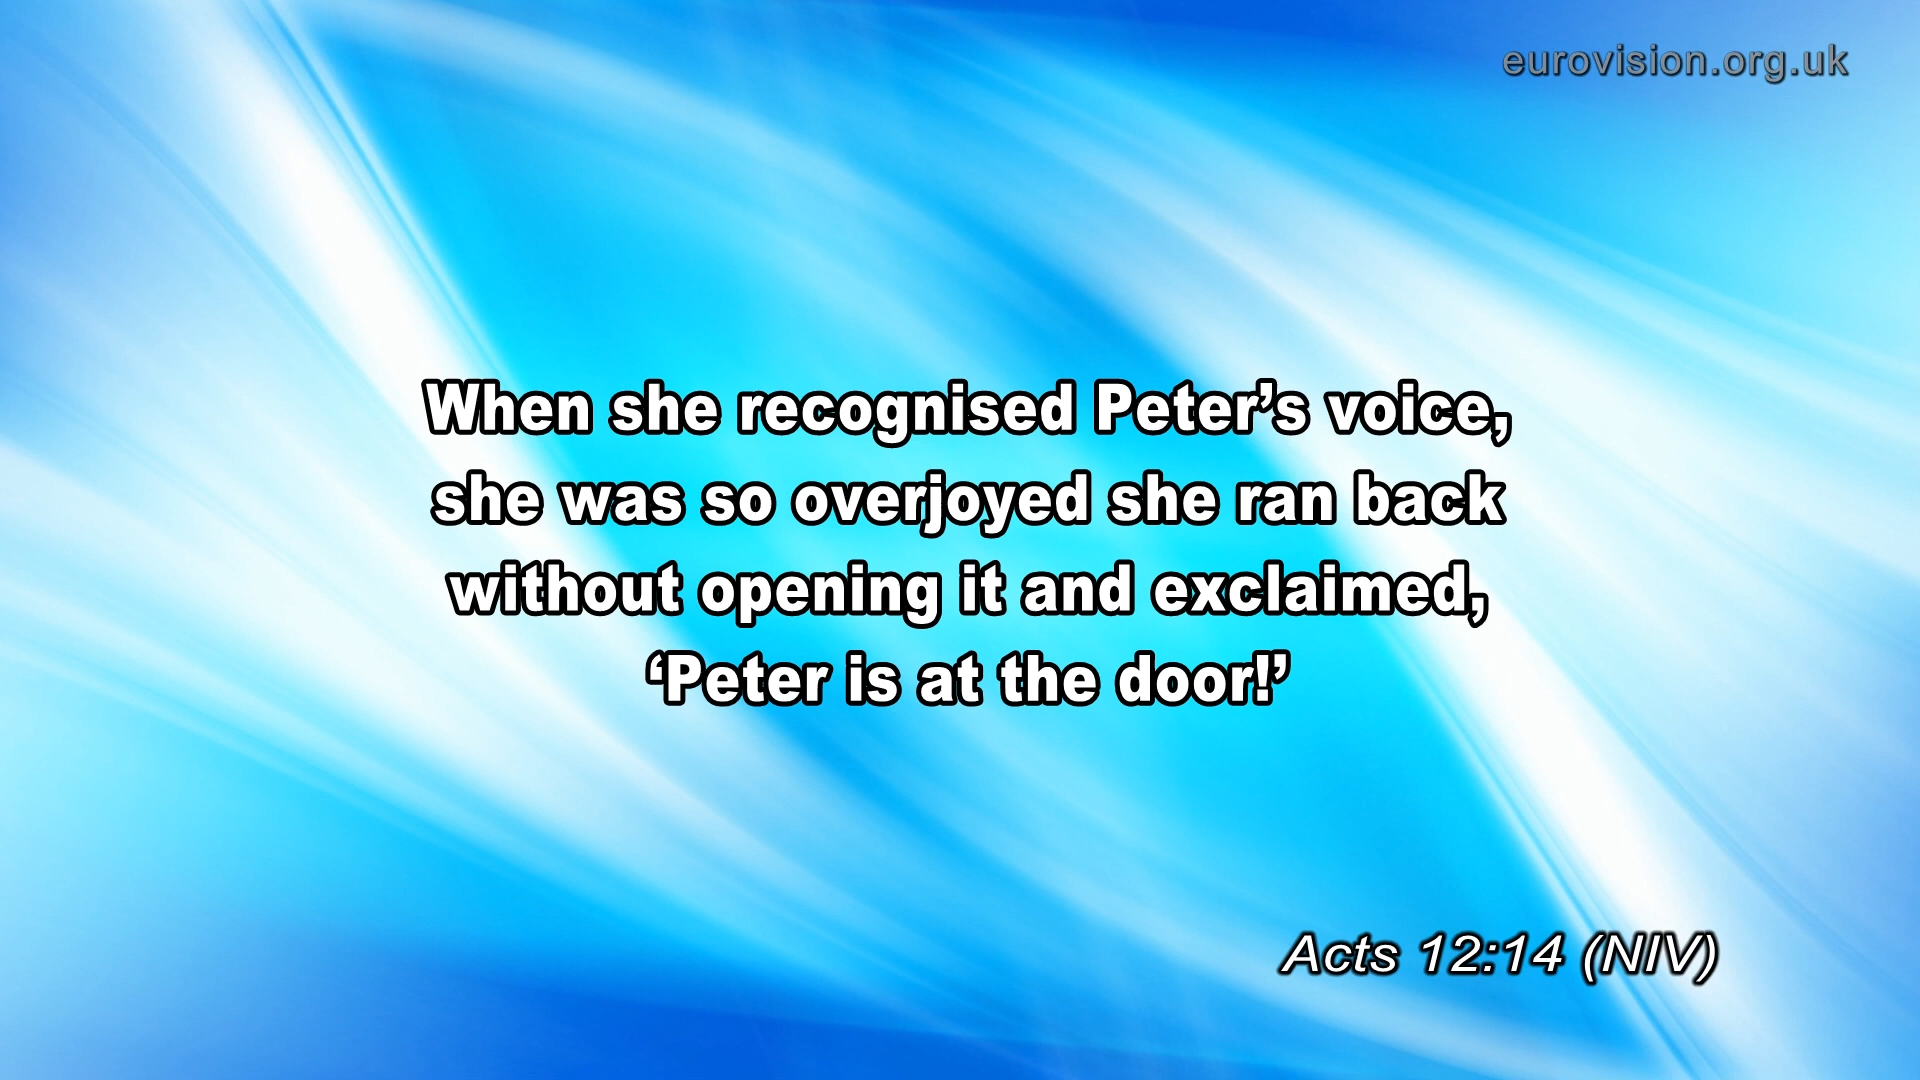 eurovision.org.uk
When she recognised Peter’s voice,
she was so overjoyed she ran back
without opening it and exclaimed,
‘Peter is at the door!’
Acts 12:14 (NIV)